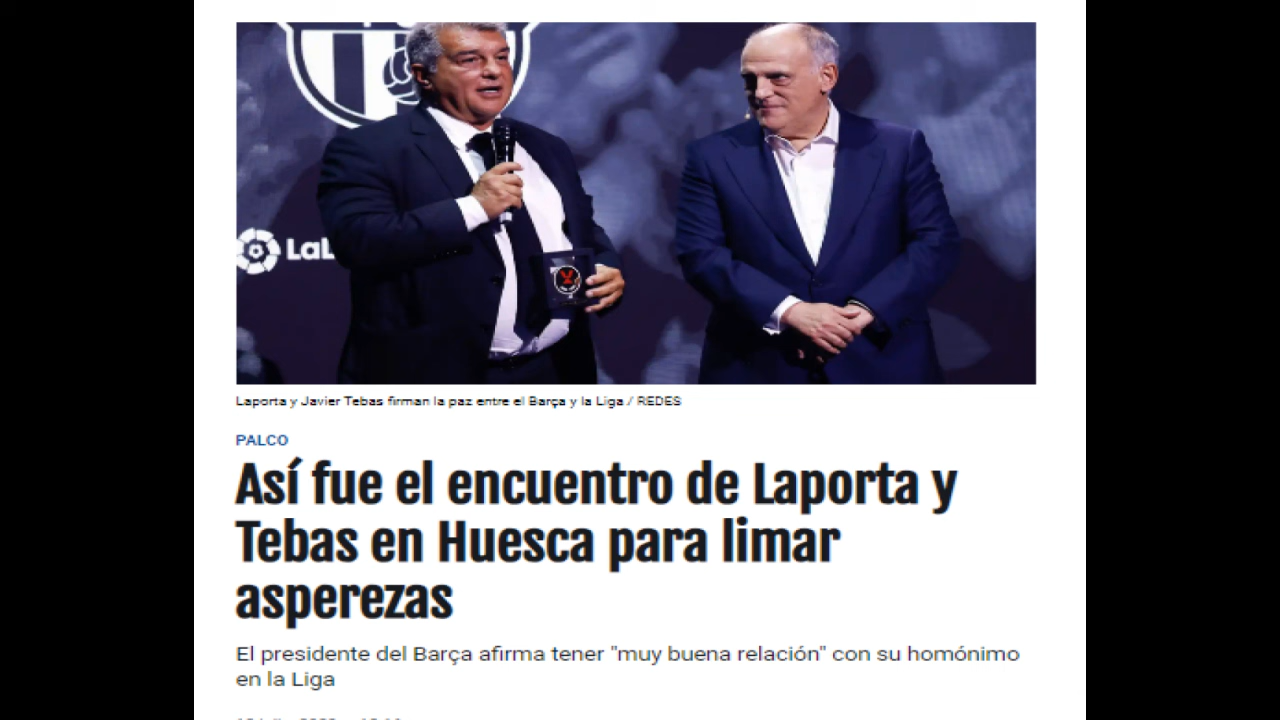 LaL
Laporta y Javier Tebas firman la paz entre el Barça y la Liga / REDES
PALCO
Así fue el encuentro de Laporta y
Tebas en Huesca para limar
asperezas
El presidente del Barça afirma tener "muy buena relación" con su homónimo
en la Liga